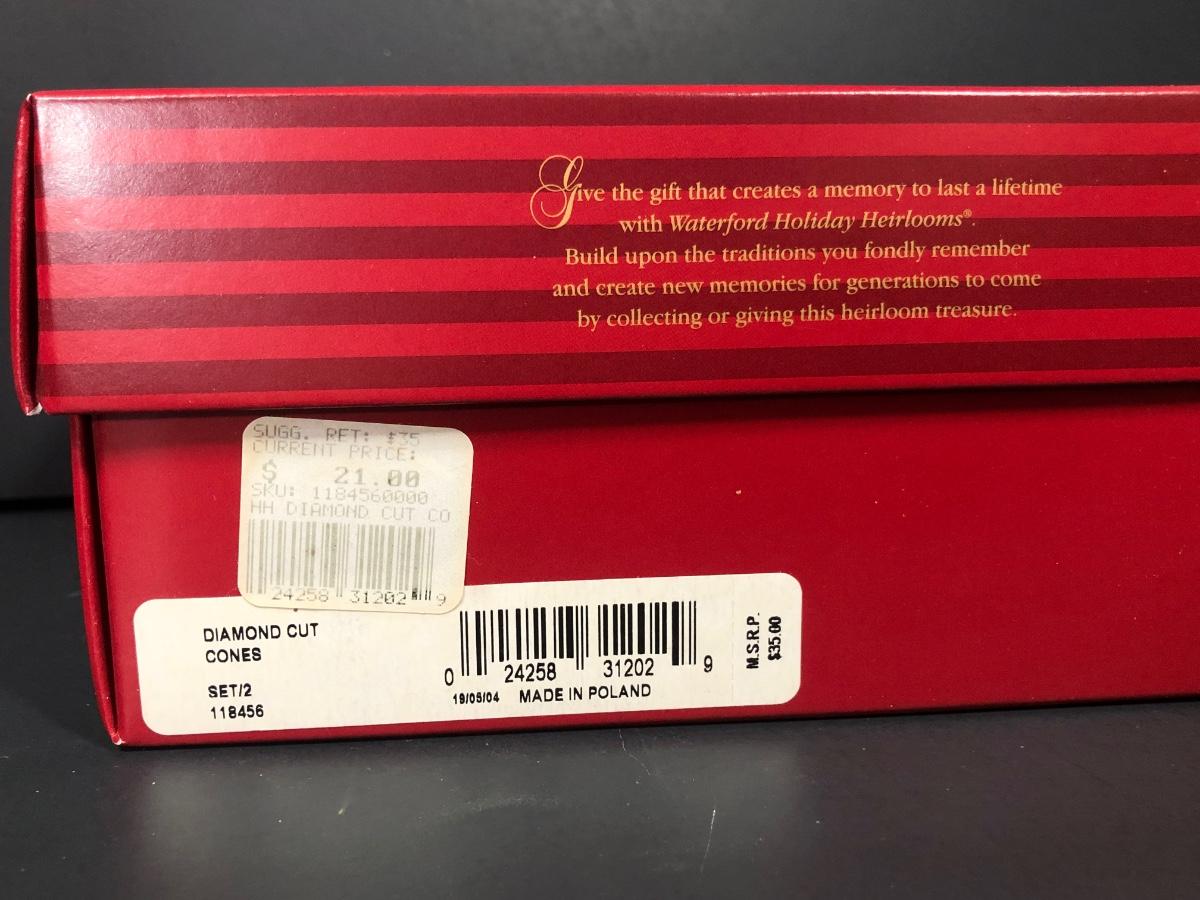 Give the gift that creates a memory to last a lifetime
with Waterford Holiday Heirlooms®.
Build upon the traditions you fondly remember
and create new memories for generations to come
by collecting or giving this heirloom treasure.
SUGG. RET: $35
CURRENT PRICE:
$ 21.00
SKU: 1184560000
HH DIAMOND CUT CO
24258 31202 9
DIAMOND CUT
CONES
SET/2
118456
0 24258 31202 9
19/05/04 MADE IN POLAND
M.S.R.P.
$35.00